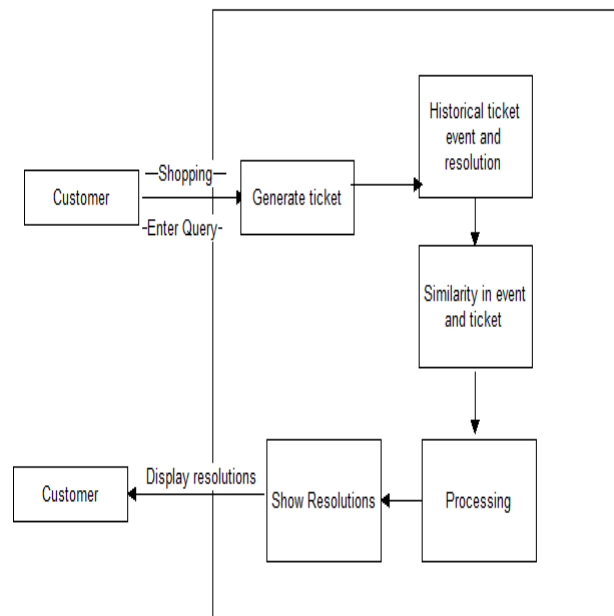 Historical ticket
event and
resolution
Shopping
Customer
Generate ticket
Enter Query
Similarity in event
and ticket
Display resolutions
Customer
Show Resolutions
Processing